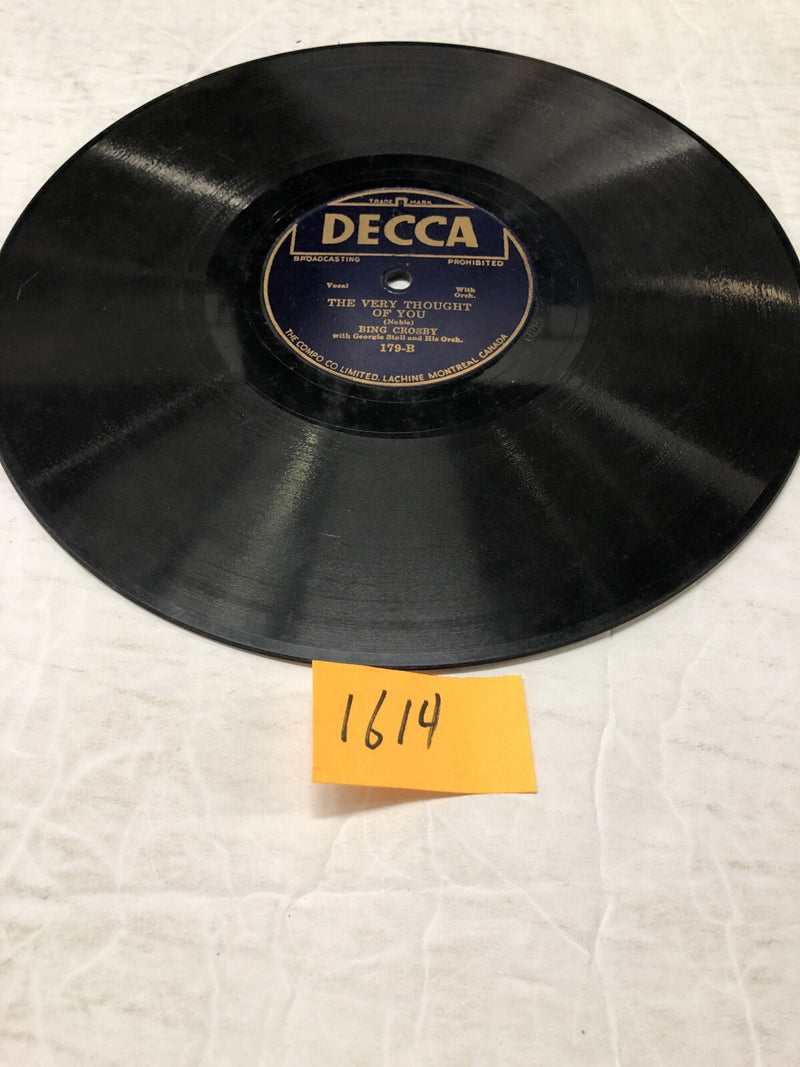 TRADE MARK
DECCA
BROADCASTING PROHIBITED
Vocal With Orch.
THE VERY THOUGHT
OF YOU
(Noble)
BING CROSBY
with Georgie Stoll and His Orch.
179-B
THE COMPO CO LIMITED, LACHINE MONTREAL CANADA
1614